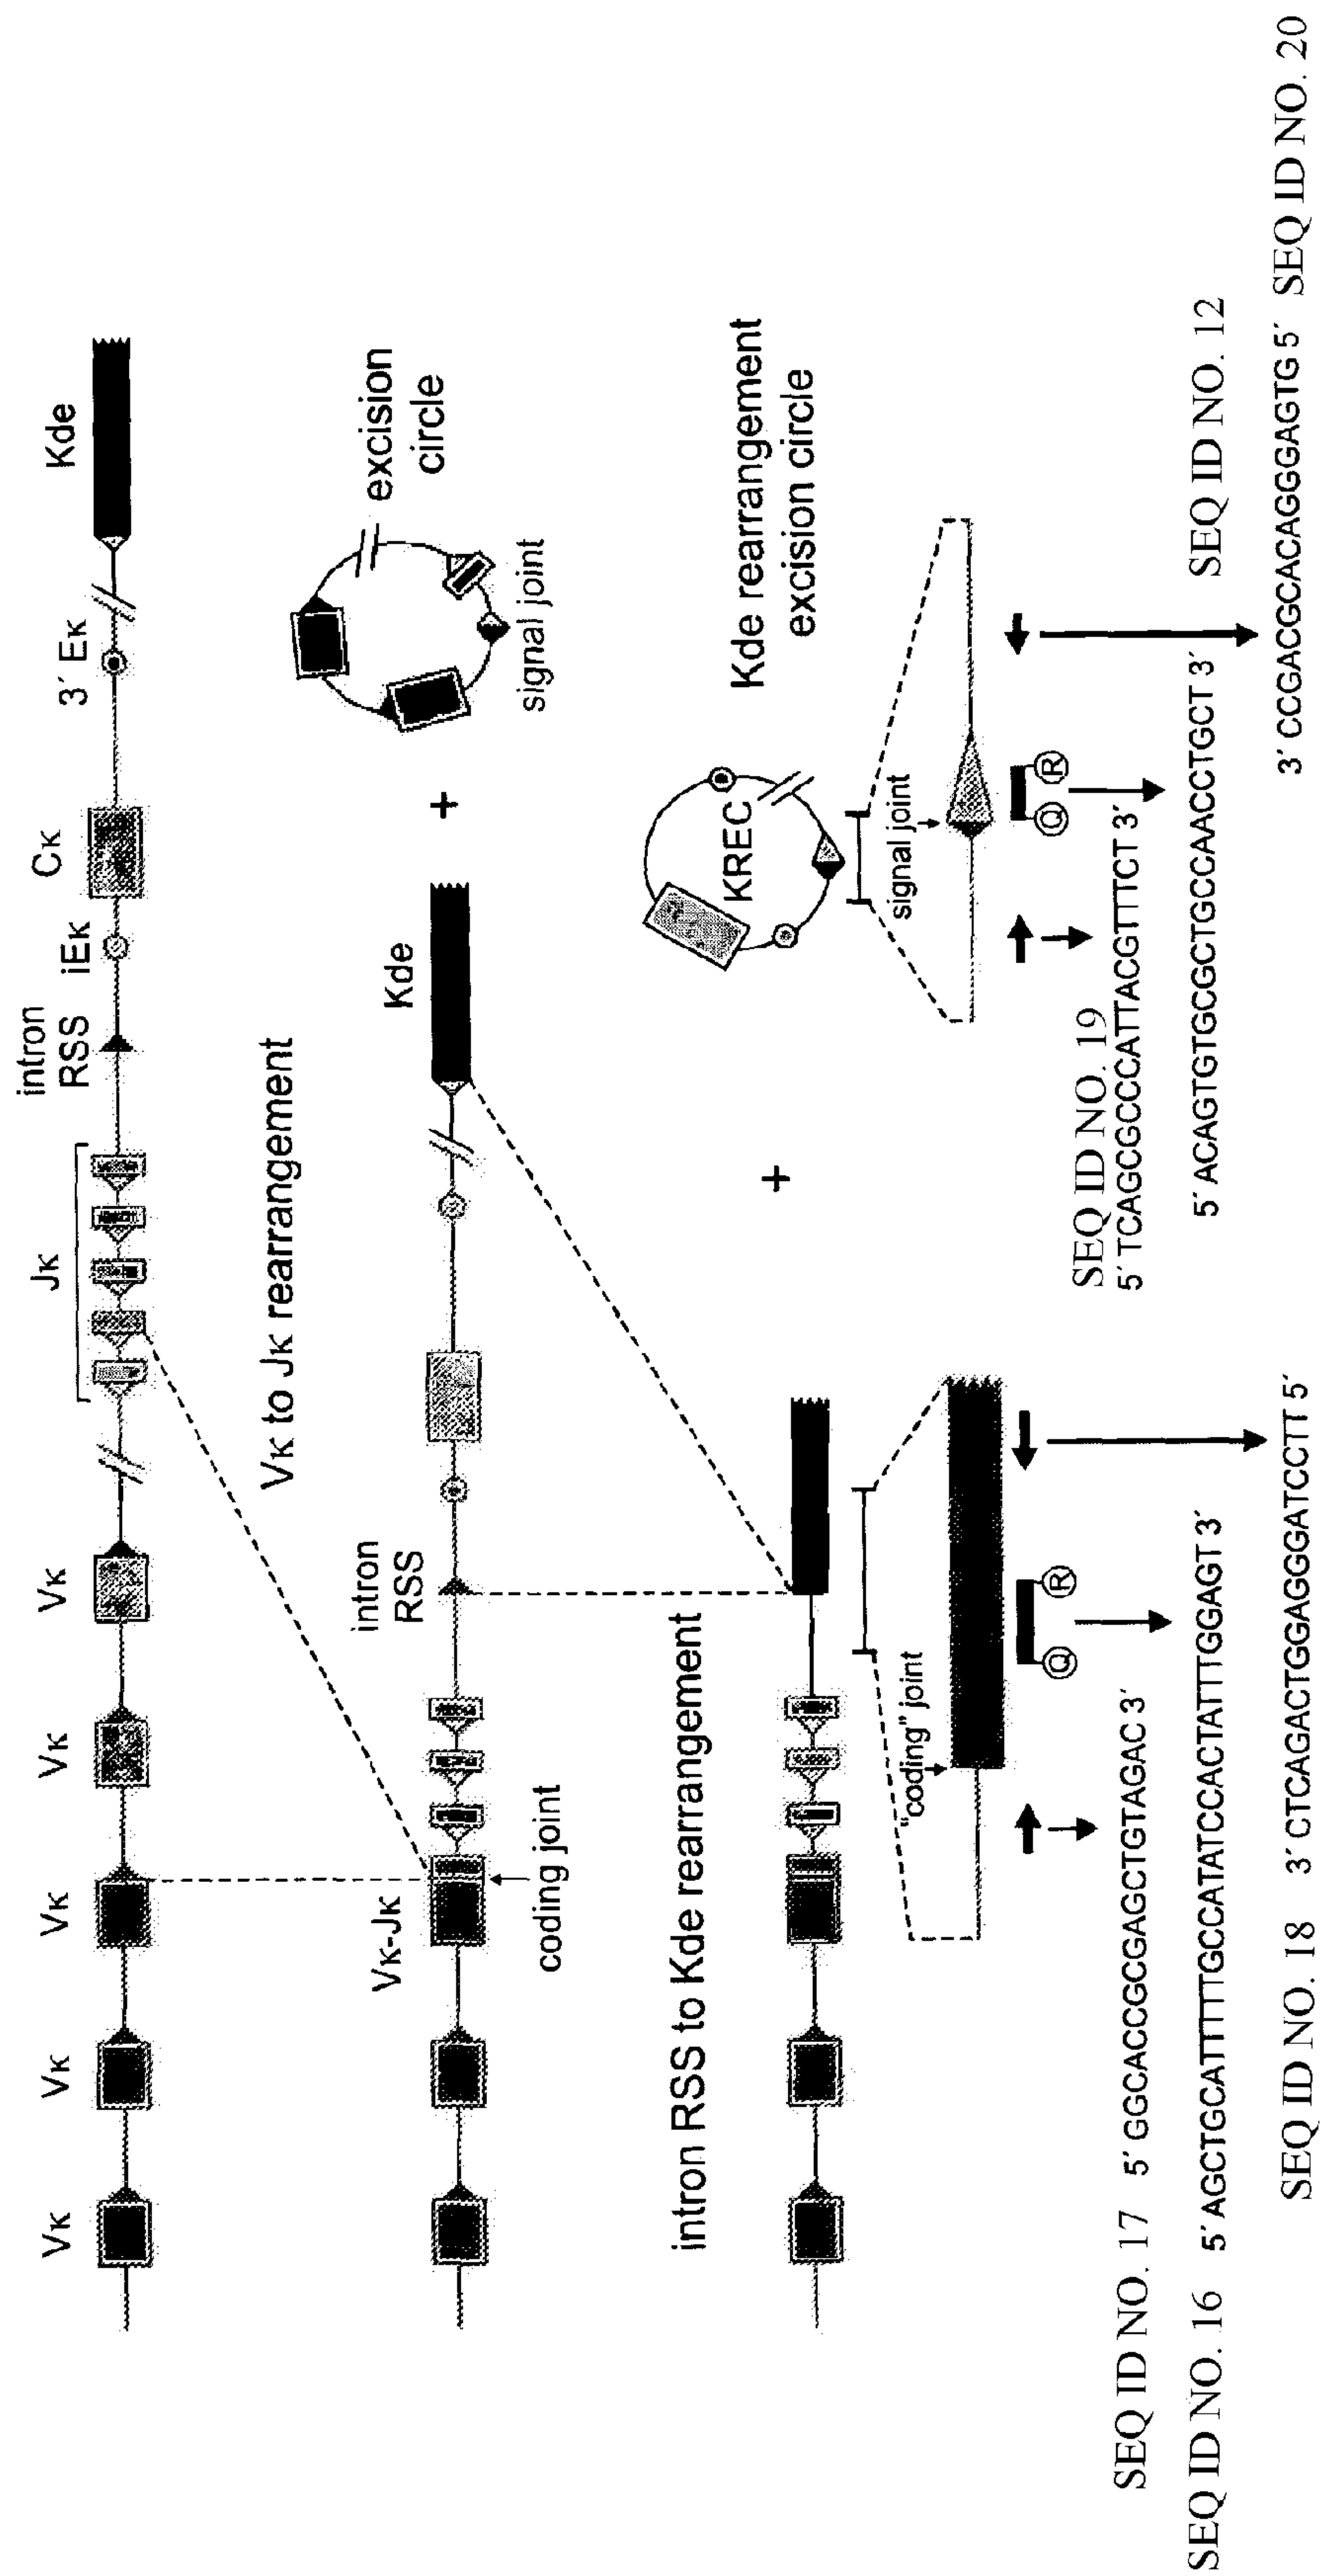 Vκ Vκ Vκ Vκ Vκ Jκ intron RSS iEκ Cκ 3´ Eκ Kde
Vκ to Jκ rearrangement
Vκ-Jκ
coding joint
intron
RSS
Kde
+
excision
circle
signal joint
intron RSS to Kde rearrangement
"coding" joint
+
KREC
Kde rearrangement
excision circle
signal joint
Q R
Q R
SEQ ID NO. 17 5´ GGCACCGCGAGCTGTAGAC 3´
SEQ ID NO. 16 5´ AGCTGCATTTTTGCCATATCCACTATTTGGAGT 3´
SEQ ID NO. 18 3´ CTCAGACTGGAGGGATCCTT 5´
SEQ ID NO. 19
5´ TCAGCGCCCATTACGTTTCT 3´
5´ ACAGTGTGCGCTGCCAACCTGCT 3´ SEQ ID NO. 12
3´ CCGACGCACAGGGAGTG 5´ SEQ ID NO. 20